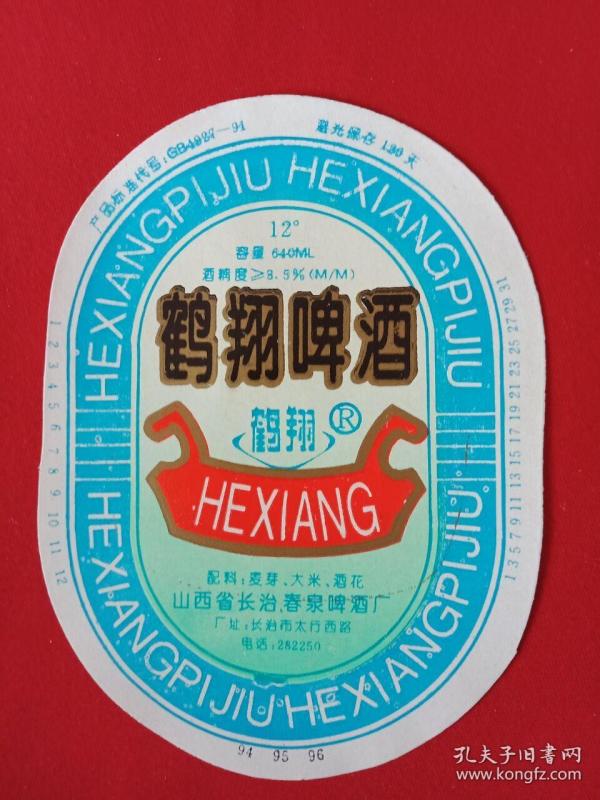 产品标准代号:GB4927—91
避光保存 120 天
HEXIANGPIJIU HEXIANGPIJIU
12°
容量 640ML
酒精度≥3.5%(M/M)
鹤翔啤酒
鹤翔®
HEXIANG
配料:麦芽、大米、酒花
山西省长治.春泉啤酒厂
厂址:长治市太行西路
电话:282250
HEXIANGPIJIUHEXIANGPIJIU
1 2 3 4 5 6 7 8 9 10 11 12
1 3 5 7 9 11 13 15 17 19 21 23 25 27 29 31
94 95 96
孔夫子旧书网
www.kongfz.com